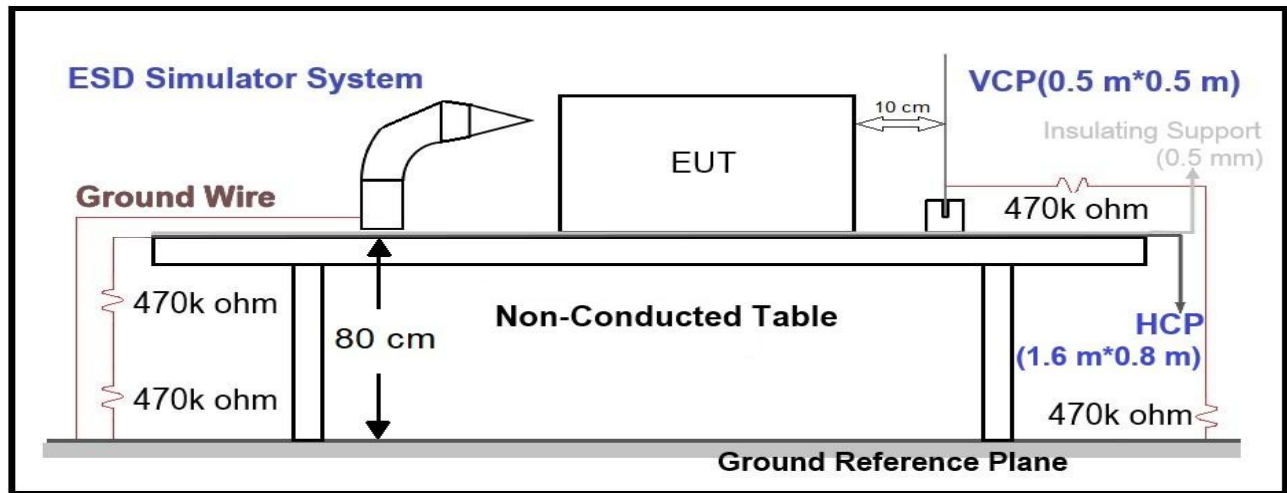 ESD Simulator System
VCP(0.5 m*0.5 m)
10 cm
Insulating Support
(0.5 mm)
EUT
Ground Wire
470k ohm
470k ohm
Non-Conducted Table
HCP
(1.6 m*0.8 m)
80 cm
470k ohm
470k ohm
Ground Reference Plane